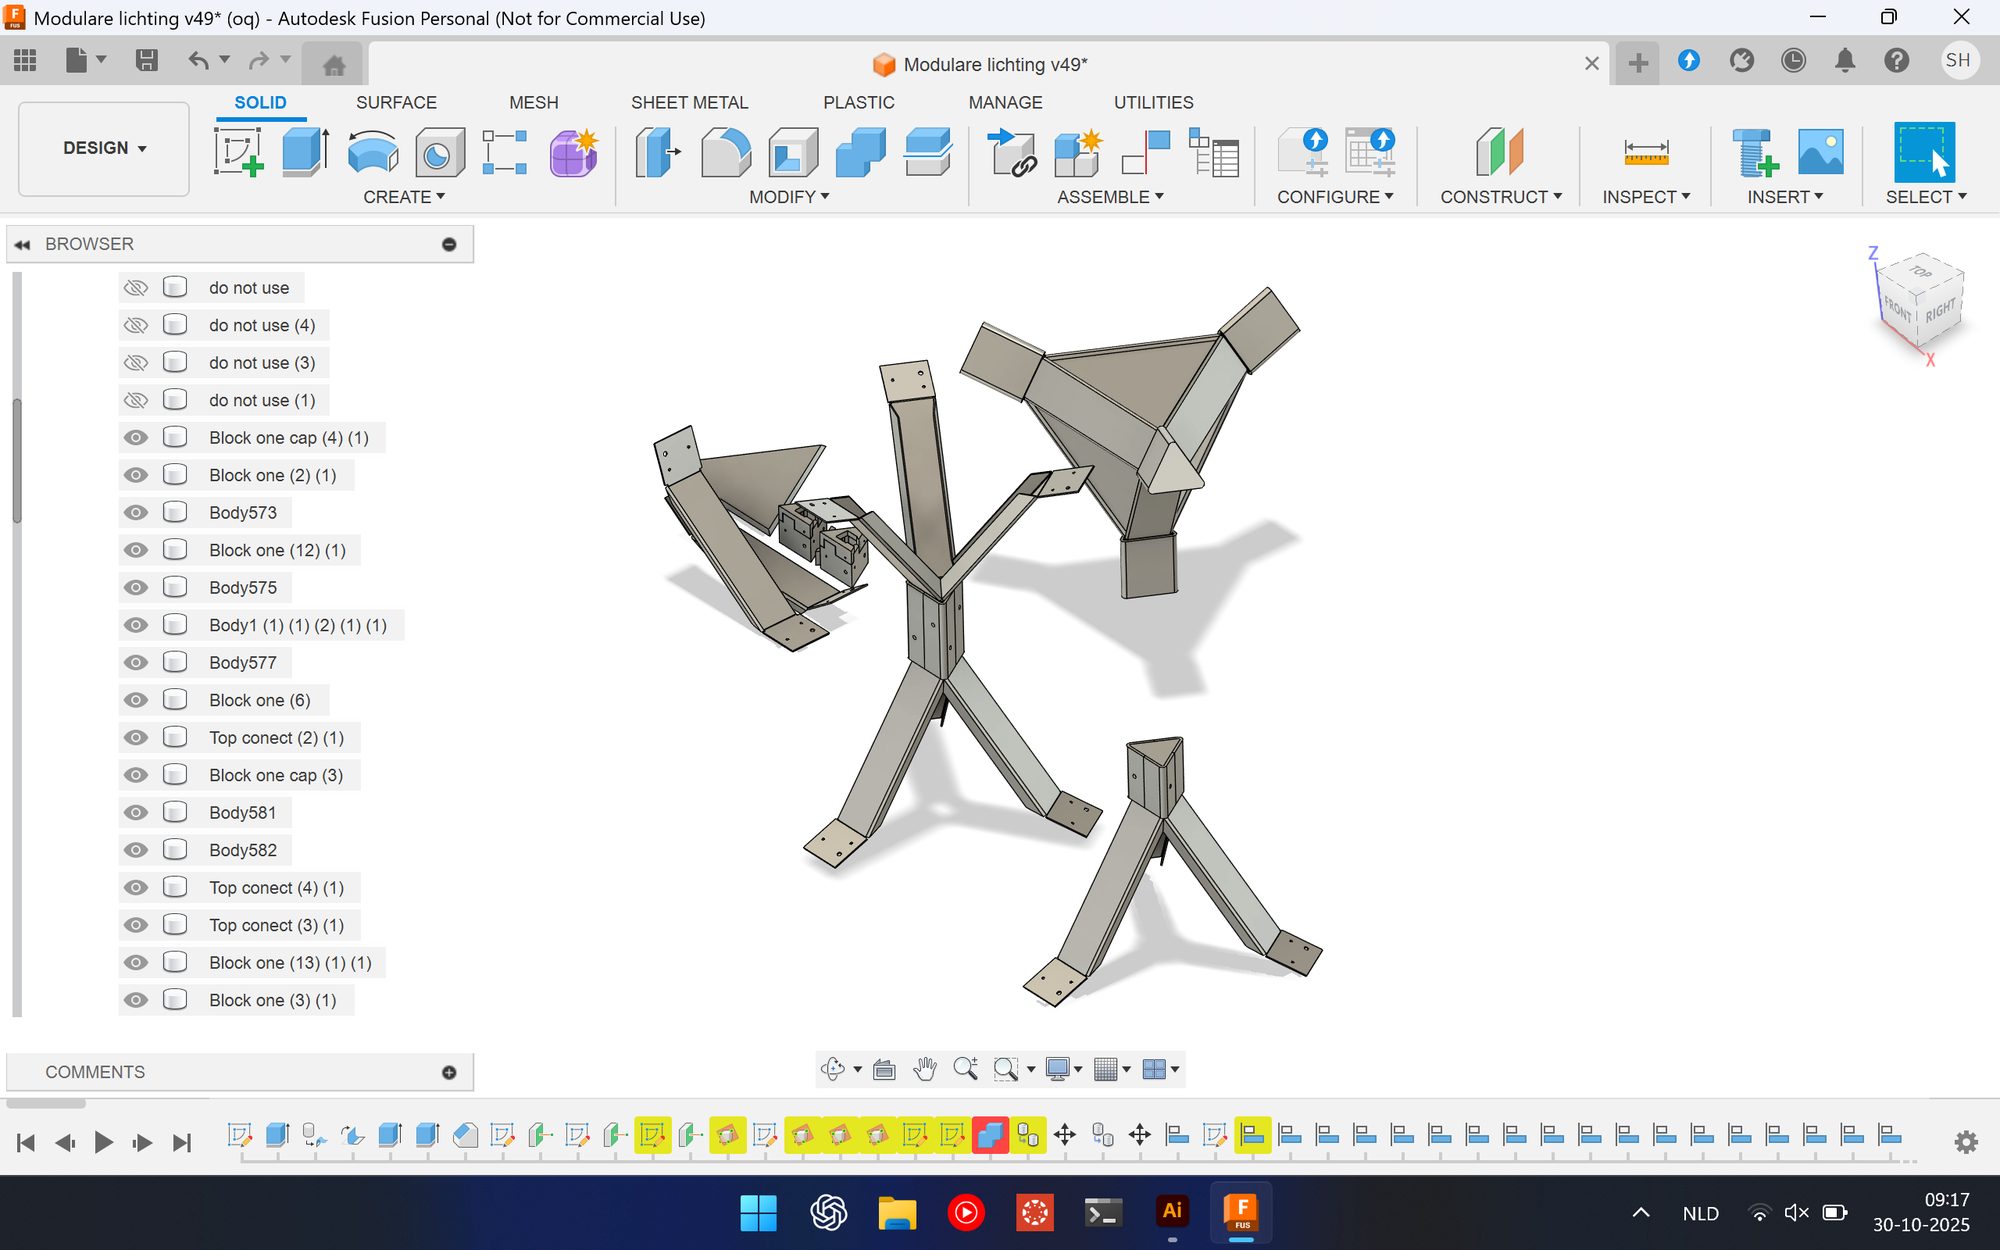 Modulare lichting v49* (oq) - Autodesk Fusion Personal (Not for Commercial Use)
Modulare lichting v49*
SH
DESIGN
SOLID SURFACE MESH SHEET METAL PLASTIC MANAGE UTILITIES
CREATE MODIFY ASSEMBLE CONFIGURE CONSTRUCT INSPECT INSERT SELECT
BROWSER
do not use
do not use (4)
do not use (3)
do not use (1)
Block one cap (4) (1)
Block one (2) (1)
Body573
Block one (12) (1)
Body575
Body1 (1) (1) (2) (1) (1)
Body577
Block one (6)
Top conect (2) (1)
Block one cap (3)
Body581
Body582
Top conect (4) (1)
Top conect (3) (1)
Block one (13) (1) (1)
Block one (3) (1)
Z
TOP
FRONT RIGHT
X
COMMENTS
Ai
F
FUS
NLD
09:17
30-10-2025